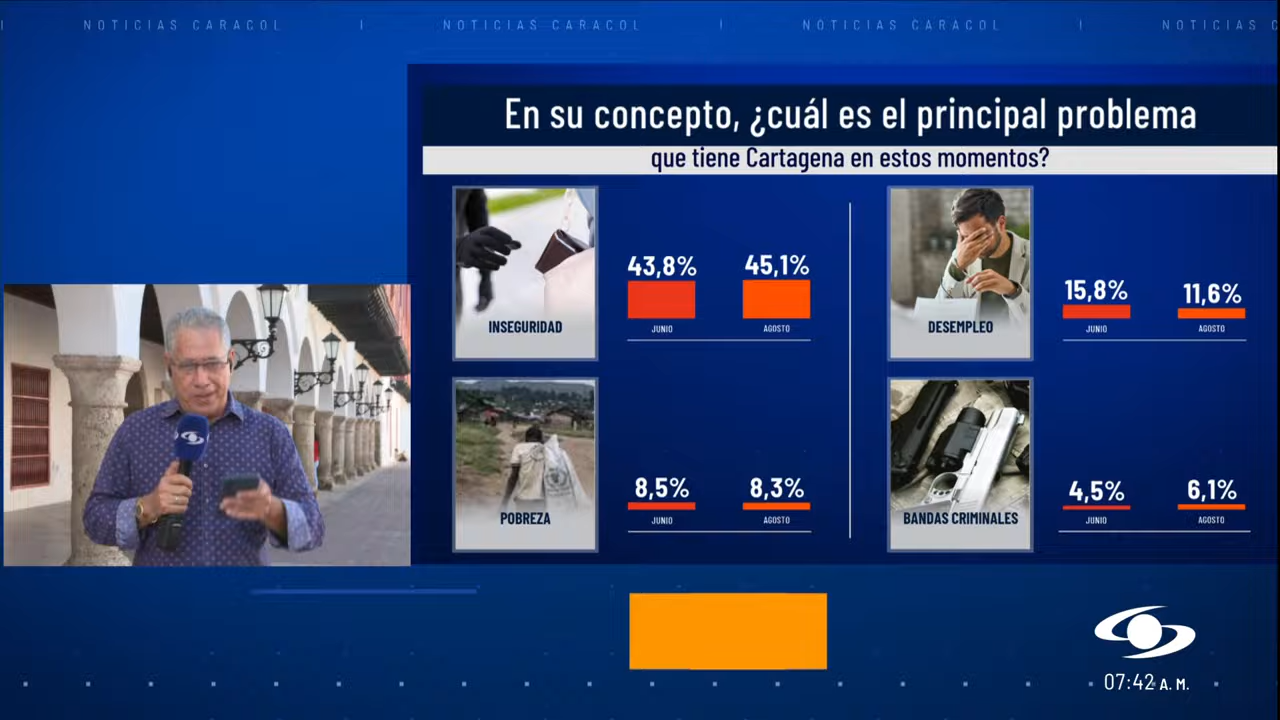 NOTICIAS CARACOL
NOTICIAS CARACOL
NOTICIAS CARACOL
NOTICIAS C
En su concepto, ¿cuál es el principal problema
que tiene Cartagena en estos momentos?
INSEGURIDAD
43,8%
JUNIO
45,1%
AGOSTO
DESEMPLEO
15,8%
JUNIO
11,6%
AGOSTO
POBREZA
8,5%
JUNIO
8,3%
AGOSTO
BANDAS CRIMINALES
4,5%
JUNIO
6,1%
AGOSTO
07:42 A. M.